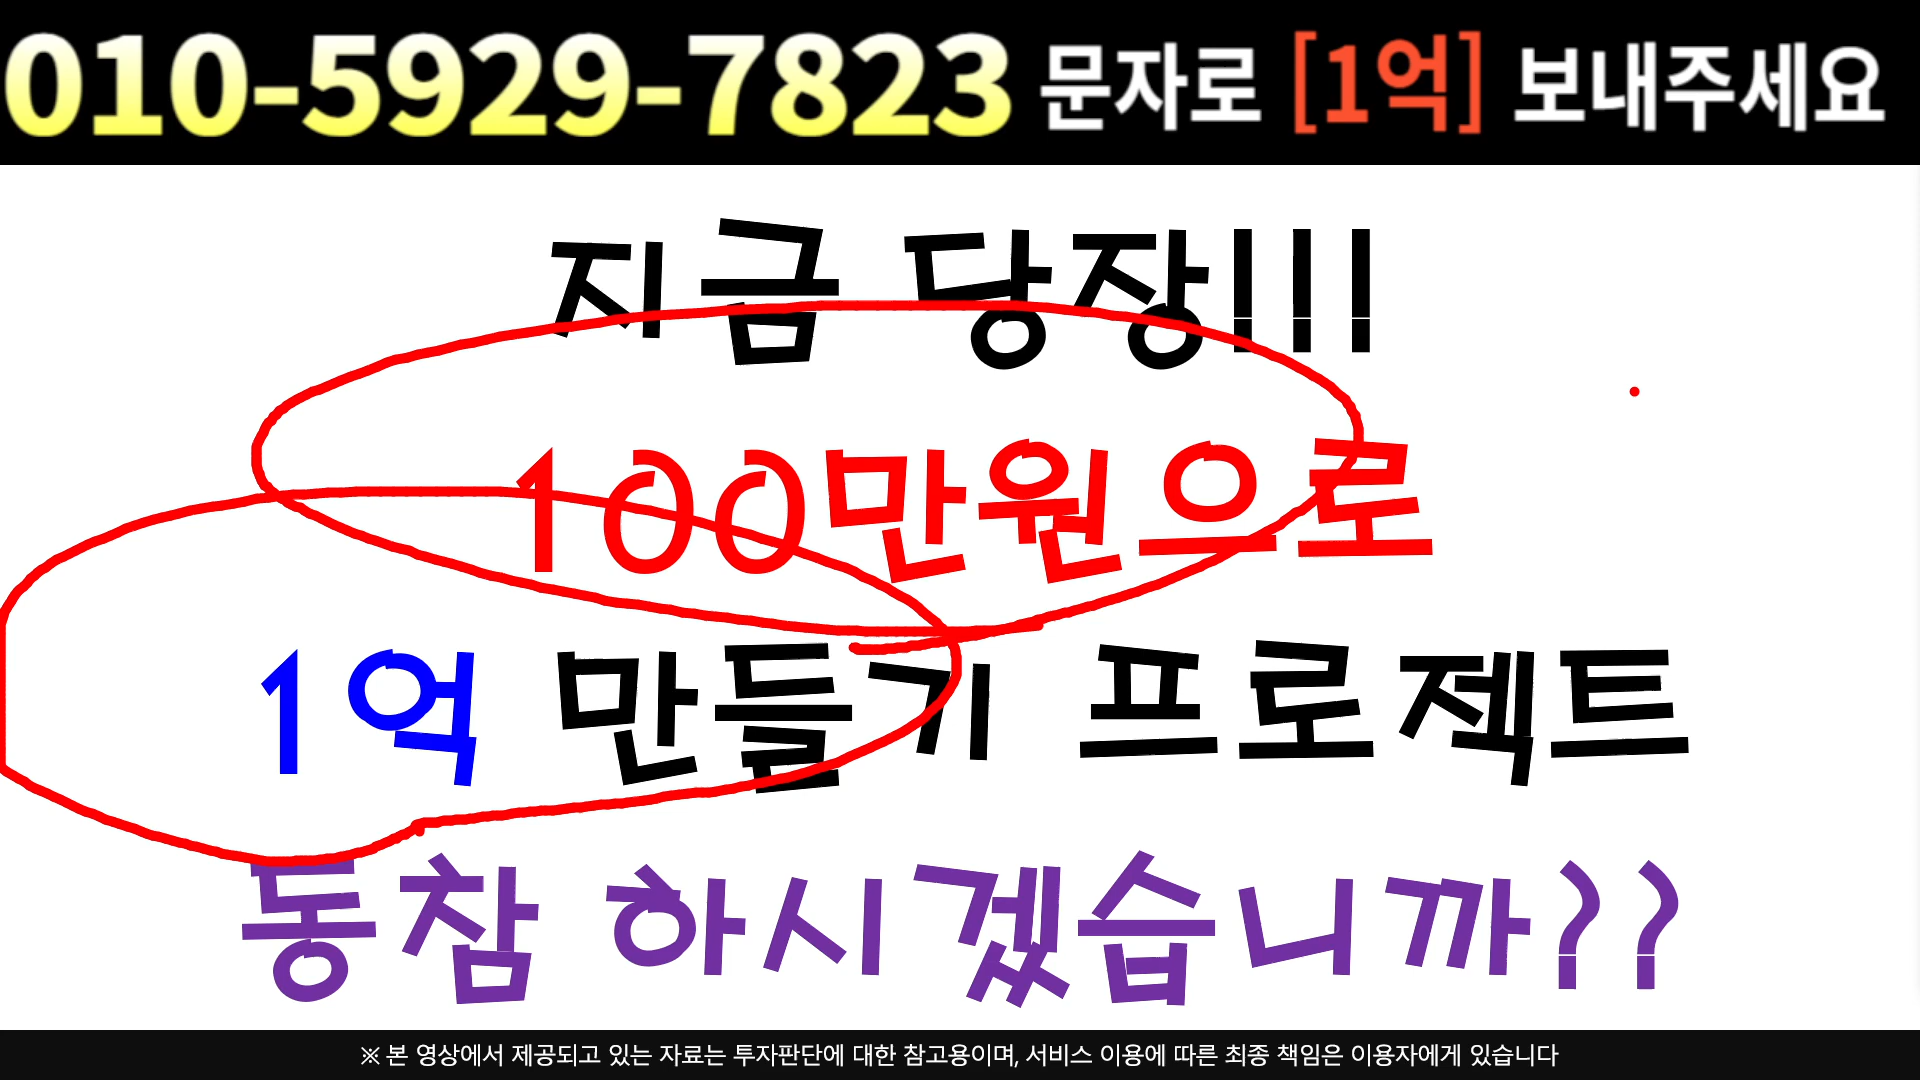 010-5929-7823 문자로 [1억] 보내주세요
지금 당장!!!
100만원으로
1억 만들기 프로젝트
동참 하시겠습니까??
※ 본 영상에서 제공되고 있는 자료는 투자판단에 대한 참고용이며, 서비스 이용에 따른 최종 책임은 이용자에게 있습니다